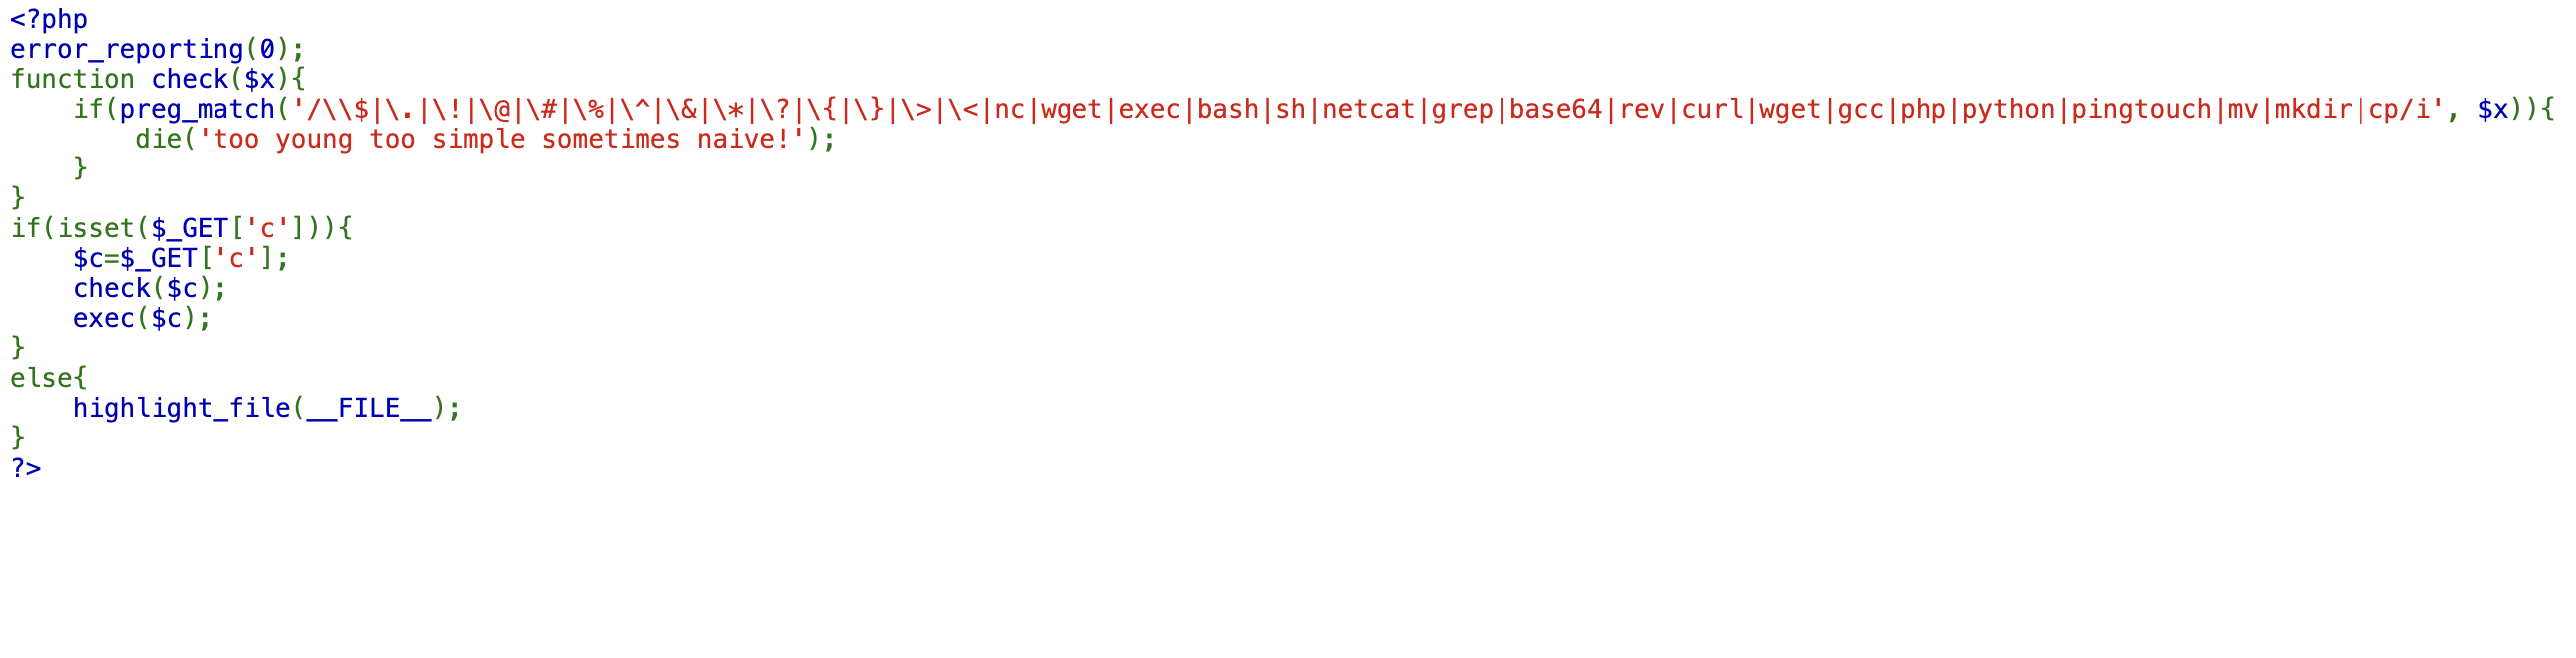 <?php
error_reporting(0);
function check($x){
    if(preg_match('/\\$|\.|\!|\@|\#|\%|\^|\&|\*|\?|\{|\}|\>|\<|nc|wget|exec|bash|sh|netcat|grep|base64|rev|curl|wget|gcc|php|python|pingtouch|mv|mkdir|cp/i', $x)){
        die('too young too simple sometimes naive!');
    }
}
if(isset($_GET['c'])){
    $c=$_GET['c'];
    check($c);
    exec($c);
}
else{
    highlight_file(__FILE__);
}
?>